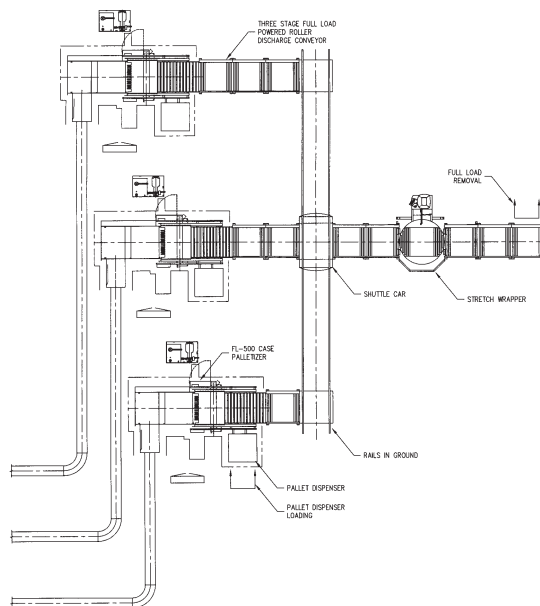 THREE STAGE FULL LOAD
POWERED ROLLER
DISCHARGE CONVEYOR
FULL LOAD
REMOVAL
SHUTTLE CAR
STRETCH WRAPPER
FL-500 CASE
PALLETIZER
RAILS IN GROUND
PALLET DISPENSER
PALLET DISPENSER
LOADING